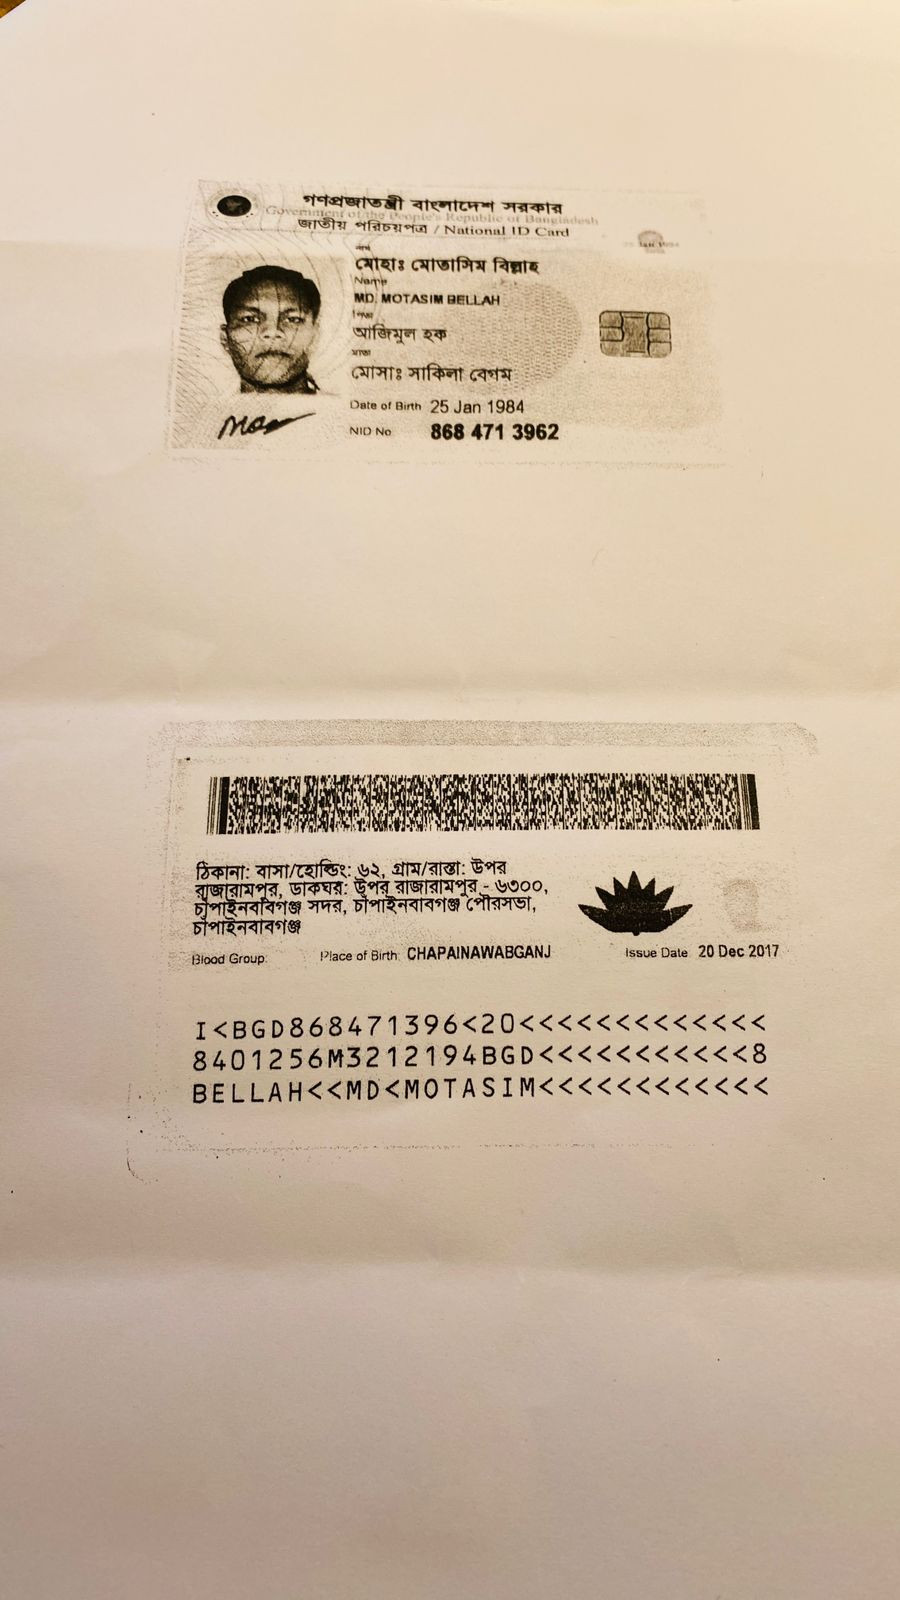 গণপ্রজাতন্ত্রী বাংলাদেশ সরকার
Government of the People's Republic of Bangladesh
জাতীয় পরিচয়পত্র / National ID Card
নাম
মোহাঃ মোতাসিম বিল্লাহ
Name
MD. MOTASIM BELLAH
পিতা
আজিমুল হক
মাতা
মোসাঃ সাকিলা বেগম
Date of Birth 25 Jan 1984
NID No. 868 471 3962
ঠিকানা: বাসা/হোল্ডিং: ৬২, গ্রাম/রাস্তা: উপর
রাজারামপুর, ডাকঘর: উপর রাজারামপুর - ৬৩০০,
চাঁপাইনবাবগঞ্জ সদর, চাঁপাইনবাবগঞ্জ পৌরসভা,
চাঁপাইনবাবগঞ্জ
Blood Group: Place of Birth: CHAPAINAWABGANJ Issue Date: 20 Dec 2017
I<BGD868471396<20<<<<<<<<<<<<<
8401256M3212194BGD<<<<<<<<<<<8
BELLAH<<MD<MOTASIM<<<<<<<<<<<<